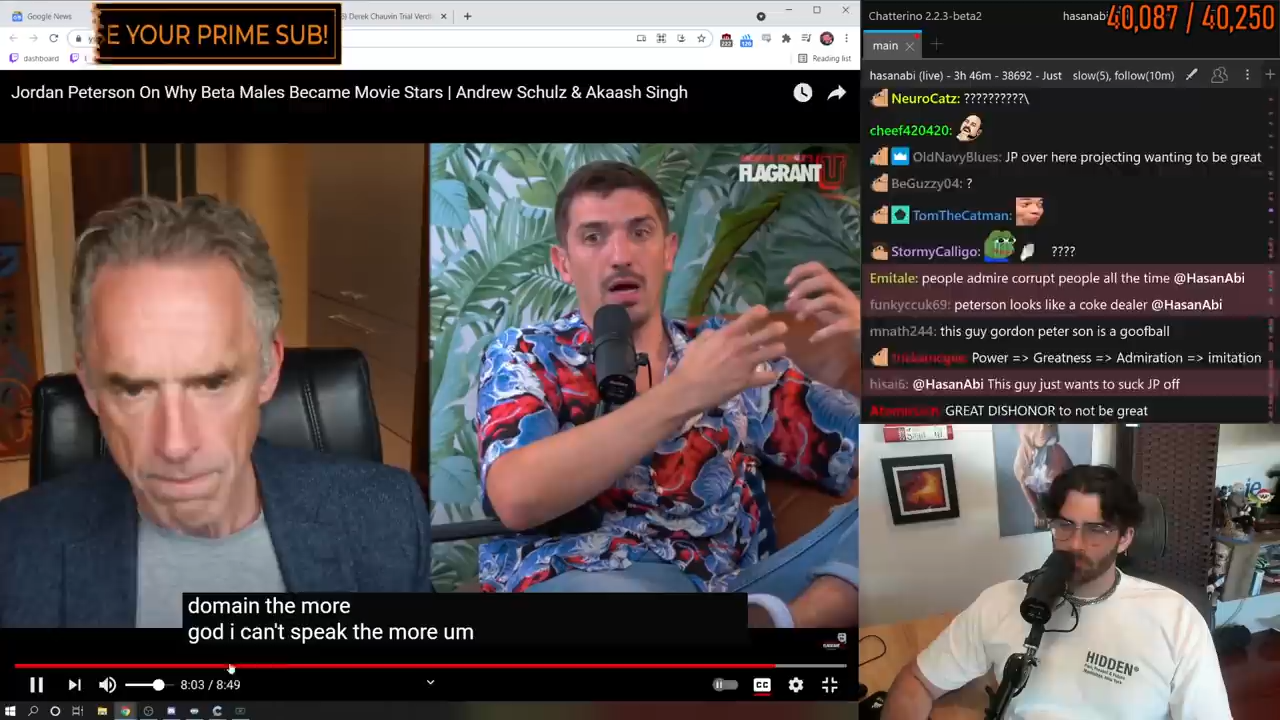 Google News
E YOUR PRIME SUB!
Derek Chauvin Trial Verdi
dashboard
Reading list
Jordan Peterson On Why Beta Males Became Movie Stars | Andrew Schulz & Akaash Singh
FLAGRANT
domain the more
god i can't speak the more um
8:03 / 8:49
Chatterino 2.2.3-beta2
hasanabi
40,087 / 40,250
main
hasanabi (live) - 3h 46m - 38692 - Just slow(5), follow(10m)
NeuroCatz: ??????????\
cheef420420:
OldNavyBlues: JP over here projecting wanting to be great
BeGuzzy04: ?
TomTheCatman:
StormyCalligo: ????
Emitale: people admire corrupt people all the time @HasanAbi
funkyccuk69: peterson looks like a coke dealer @HasanAbi
mnath244: this guy gordon peter son is a goofball
Power => Greatness => Admiration => imitation
hisai6: @HasanAbi This guy just wants to suck JP off
GREAT DISHONOR to not be great
HIDDEN